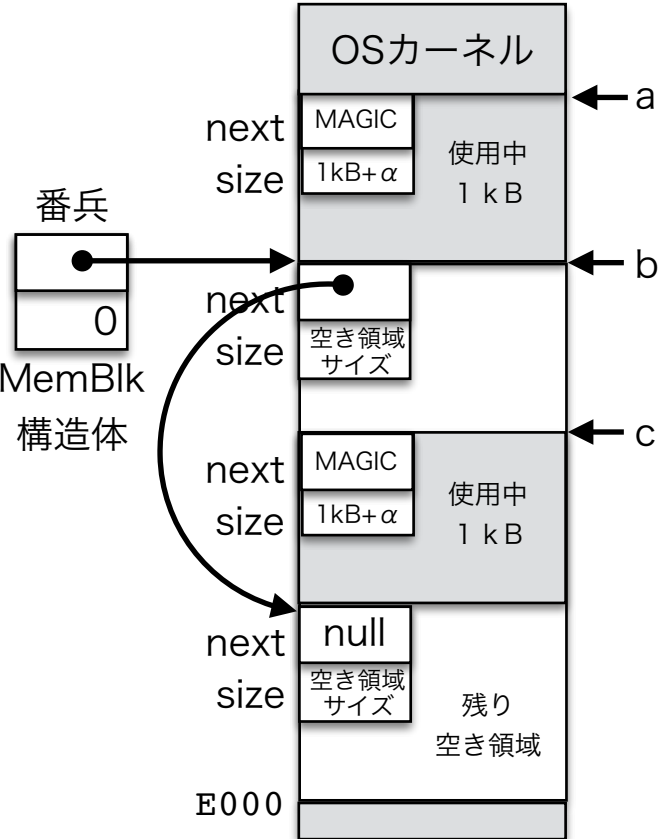 OSカーネル
a
next
MAGIC
size
1kB+α
使用中
1 k B
番兵
0
MemBlk
構造体
b
next
size
空き領域
サイズ
c
next
MAGIC
size
1kB+α
使用中
1 k B
next
null
size
空き領域
サイズ
残り
空き領域
E000